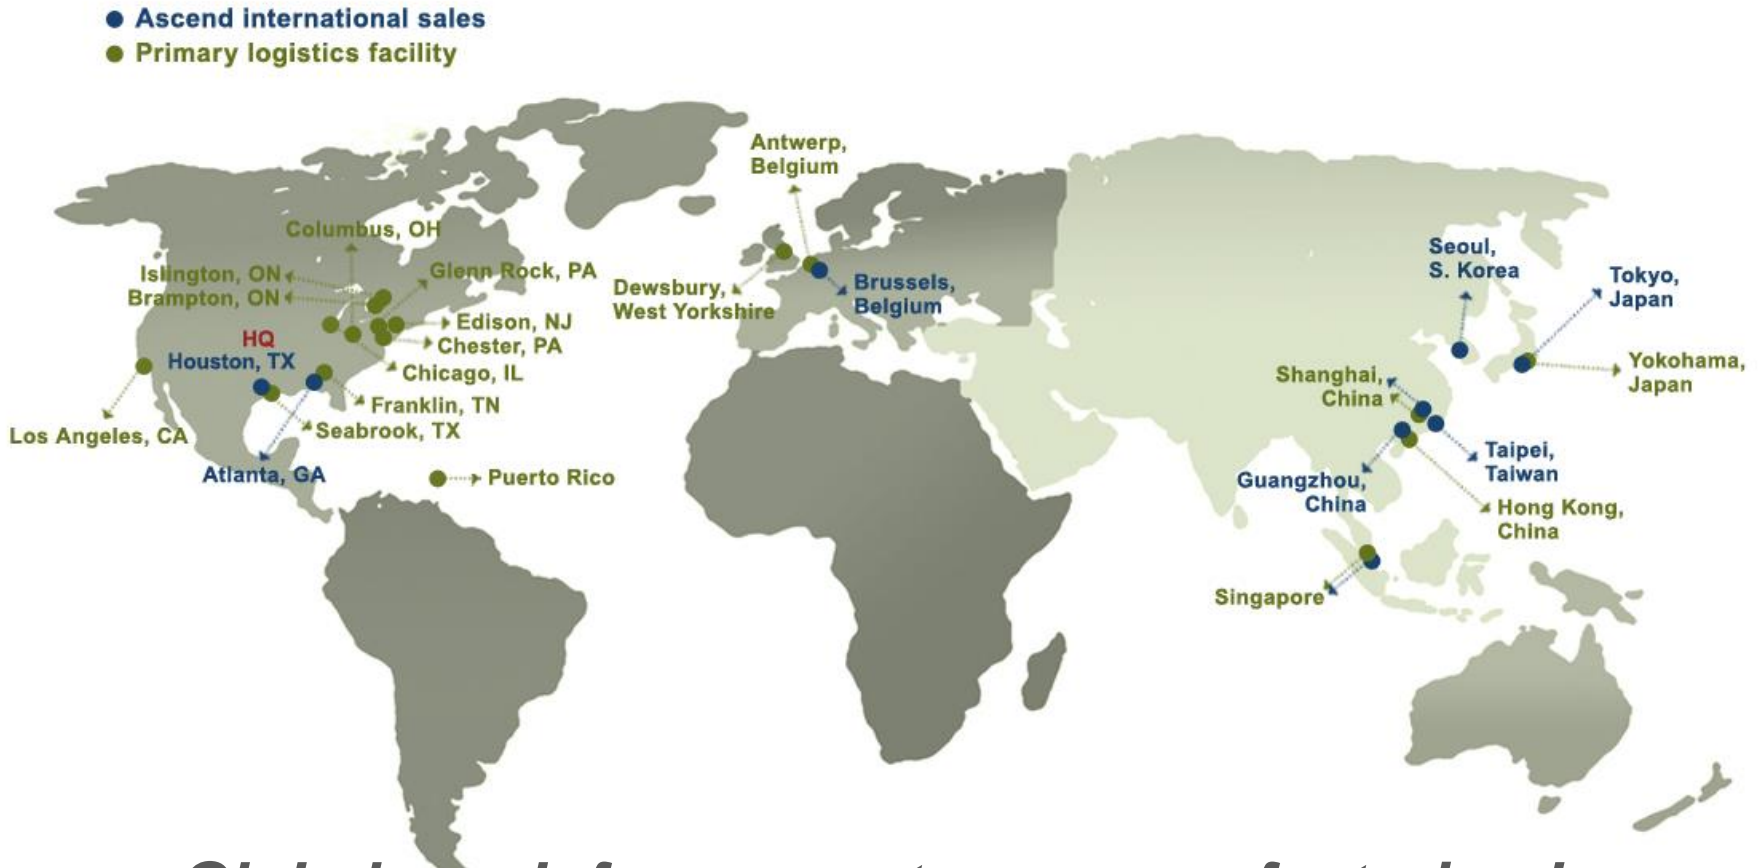 Ascend international sales
Primary logistics facility
Antwerp,
Belgium
Columbus, OH
Islington, ON
Glenn Rock, PA
Brampton, ON
Dewsbury,
West Yorkshire
Brussels,
Belgium
Seoul,
S. Korea
Tokyo,
Japan
HQ
Houston, TX
Edison, NJ
Chester, PA
Chicago, IL
Franklin, TN
Seabrook, TX
Los Angeles, CA
Atlanta, GA
Puerto Rico
Shanghai,
China
Yokohama,
Japan
Taipei,
Taiwan
Guangzhou,
China
Hong Kong,
China
Singapore